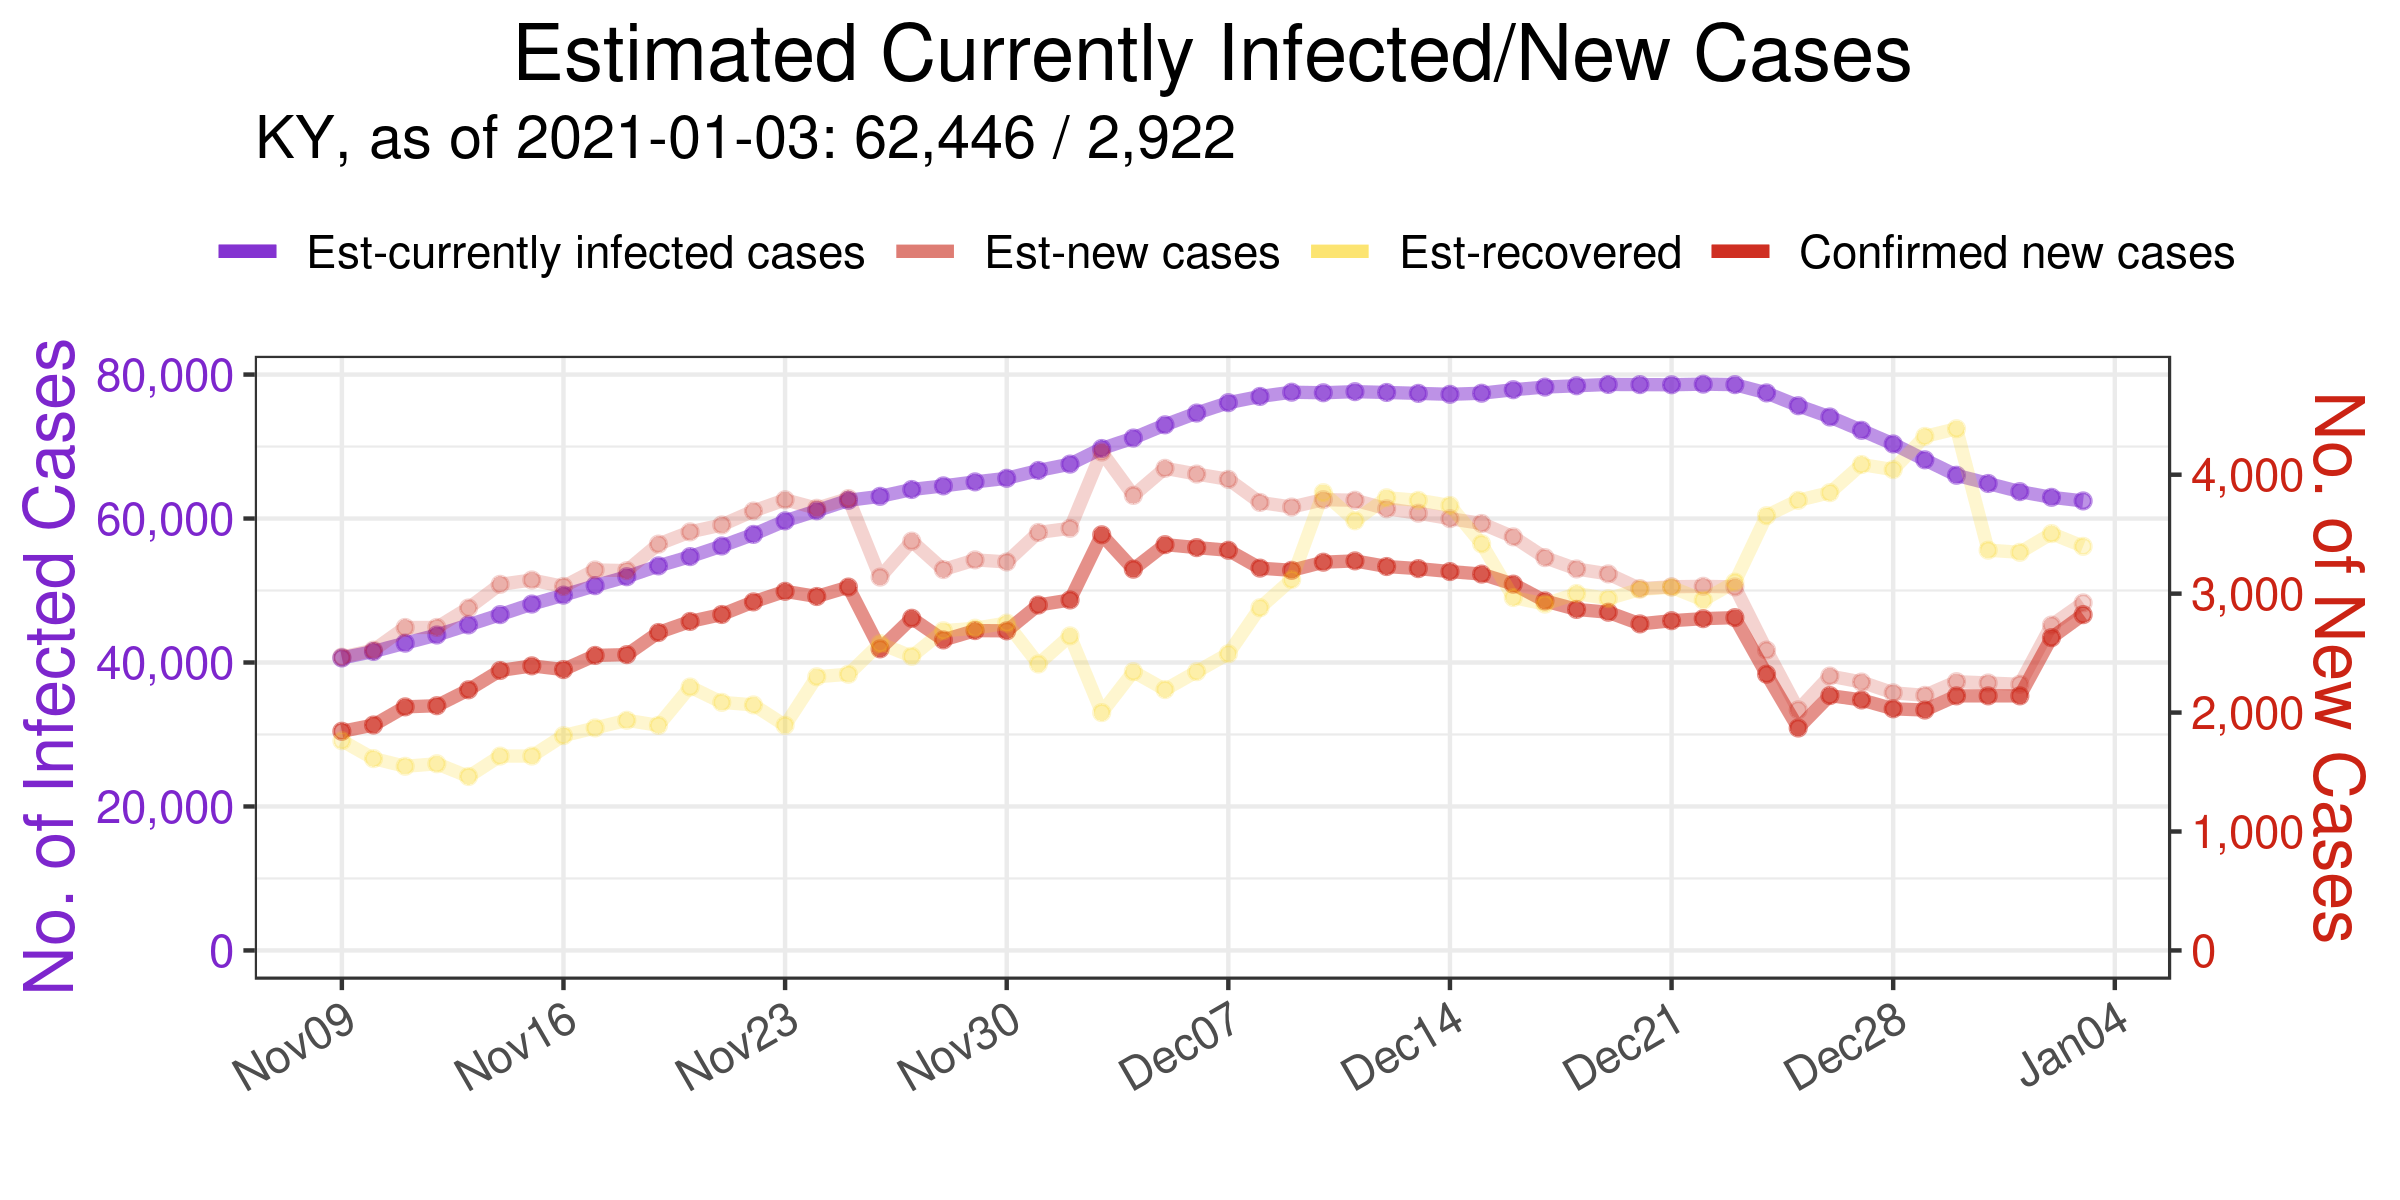 Estimated Currently Infected/New Cases
KY, as of 2021-01-03: 62,446 / 2,922
Est-currently infected cases Est-new cases Est-recovered Confirmed new cases
No. of Infected Cases
80,000
60,000
40,000
20,000
0
4,000
3,000
2,000
1,000
0
No. of New Cases
Nov09 Nov16 Nov23 Nov30 Dec07 Dec14 Dec21 Dec28 Jan04